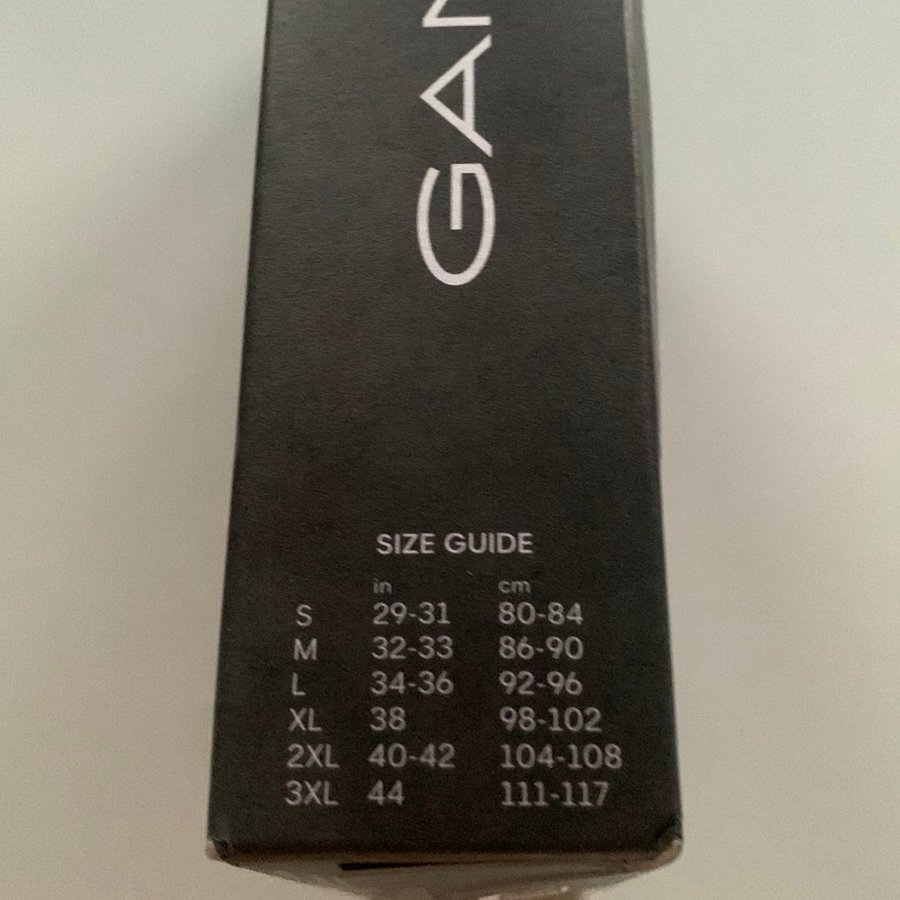 GAN
SIZE GUIDE
in cm
S 29-31 80-84
M 32-33 86-90
L 34-36 92-96
XL 38 98-102
2XL 40-42 104-108
3XL 44 111-117